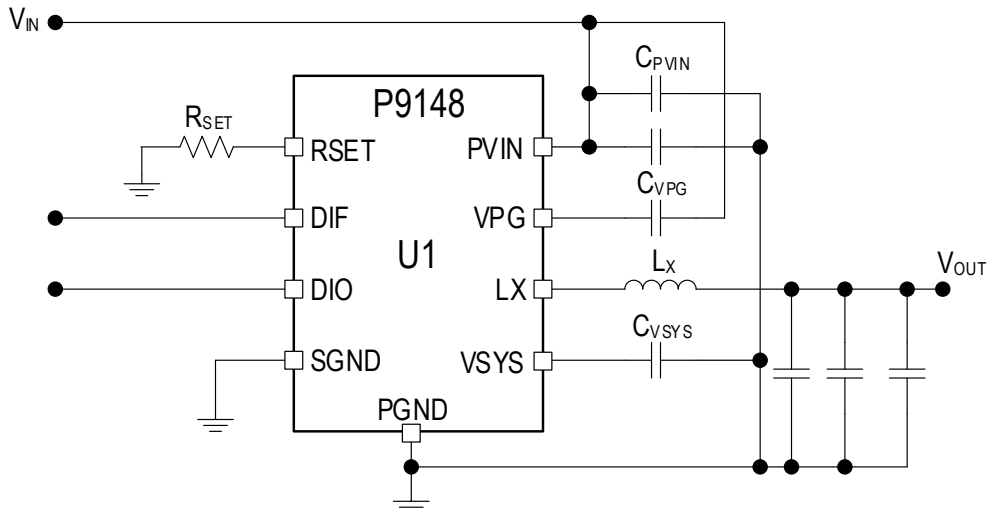 VIN
CPVIN
P9148
RSET
RSET
PVIN
CVPG
DIF
VPG
U1
LX
VOUT
DIO
LX
CVSYS
SGND
VSYS
PGND